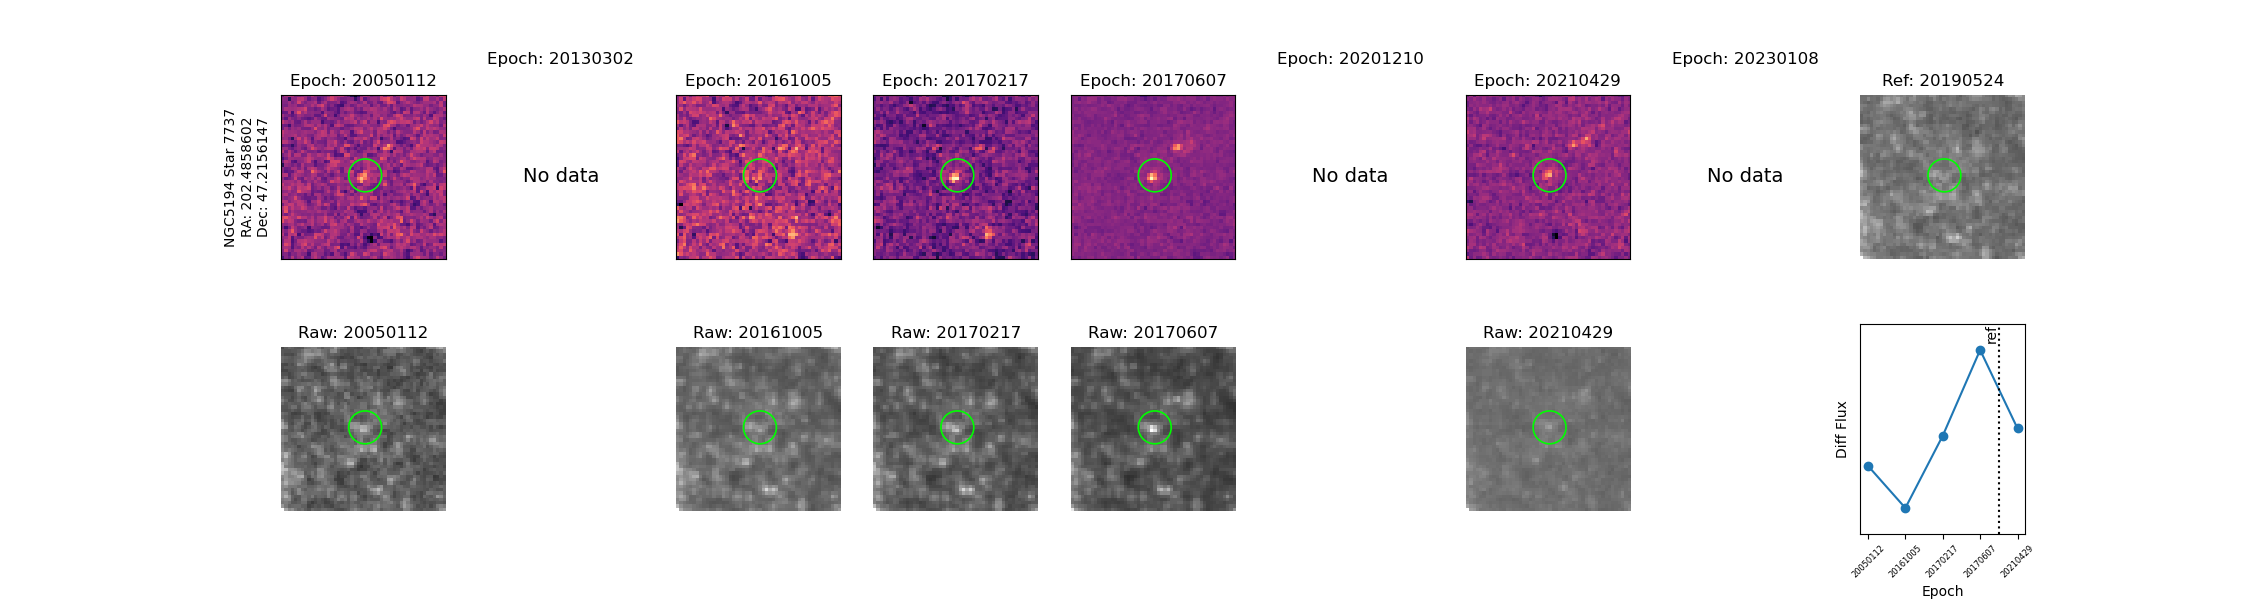 Epoch: 20130302
Epoch: 20201210
Epoch: 20230108
Epoch: 20050112
Epoch: 20161005
Epoch: 20170217
Epoch: 20170607
Epoch: 20210429
Ref: 20190524
NGC5194 Star 7737
RA: 202.4858602
Dec: 47.2156147
No data
No data
No data
Raw: 20050112
Raw: 20161005
Raw: 20170217
Raw: 20170607
Raw: 20210429
ref
Diff Flux
20050112
20161005
20170217
20170607
20210429
Epoch